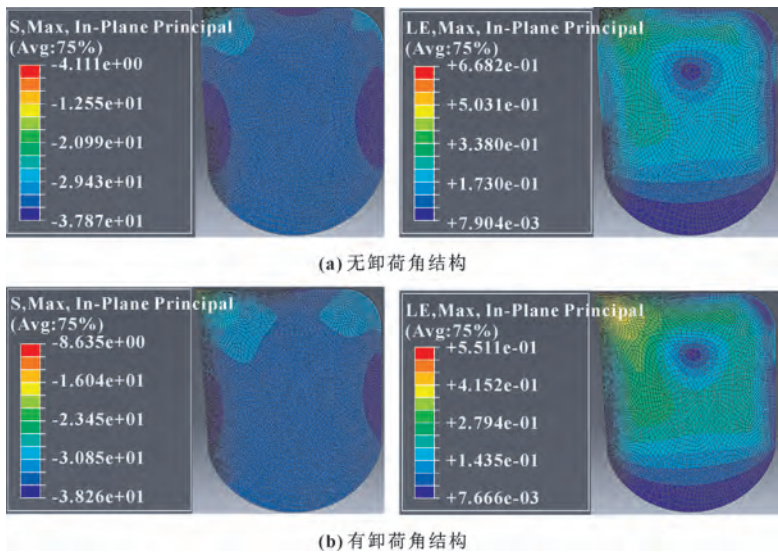 S,Max, In-Plane Principal
(Avg:75%)
-4.111e+00
-1.255e+01
-2.099e+01
-2.943e+01
-3.787e+01
LE,Max, In-Plane Principal
(Avg:75%)
+6.682e-01
+5.031e-01
+3.380e-01
+1.730e-01
+7.904e-03
(a) 无卸荷角结构
S,Max, In-Plane Principal
(Avg:75%)
-8.635e+00
-1.604e+01
-2.345e+01
-3.085e+01
-3.826e+01
LE,Max, In-Plane Principal
(Avg:75%)
+5.511e-01
+4.152e-01
+2.794e-01
+1.435e-01
+7.666e-03
(b) 有卸荷角结构